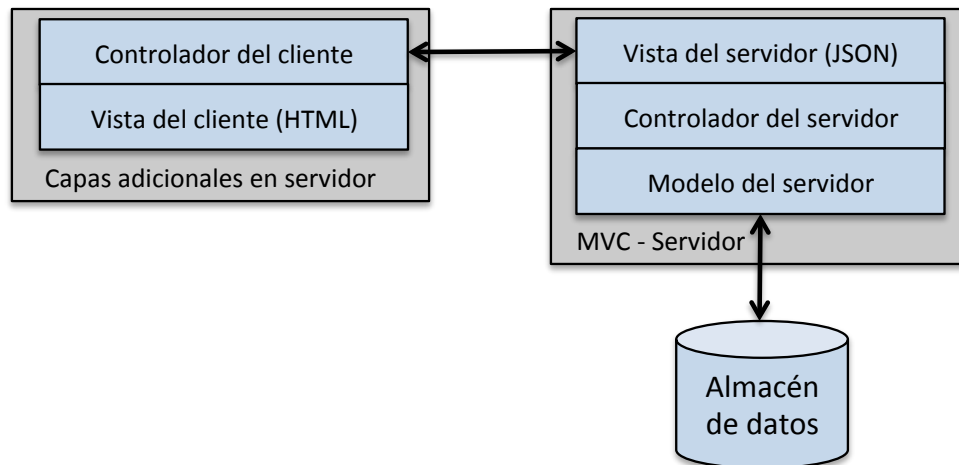 Controlador del cliente
Vista del cliente (HTML)
Capas adicionales en servidor
Vista del servidor (JSON)
Controlador del servidor
Modelo del servidor
MVC - Servidor
Almacén
de datos